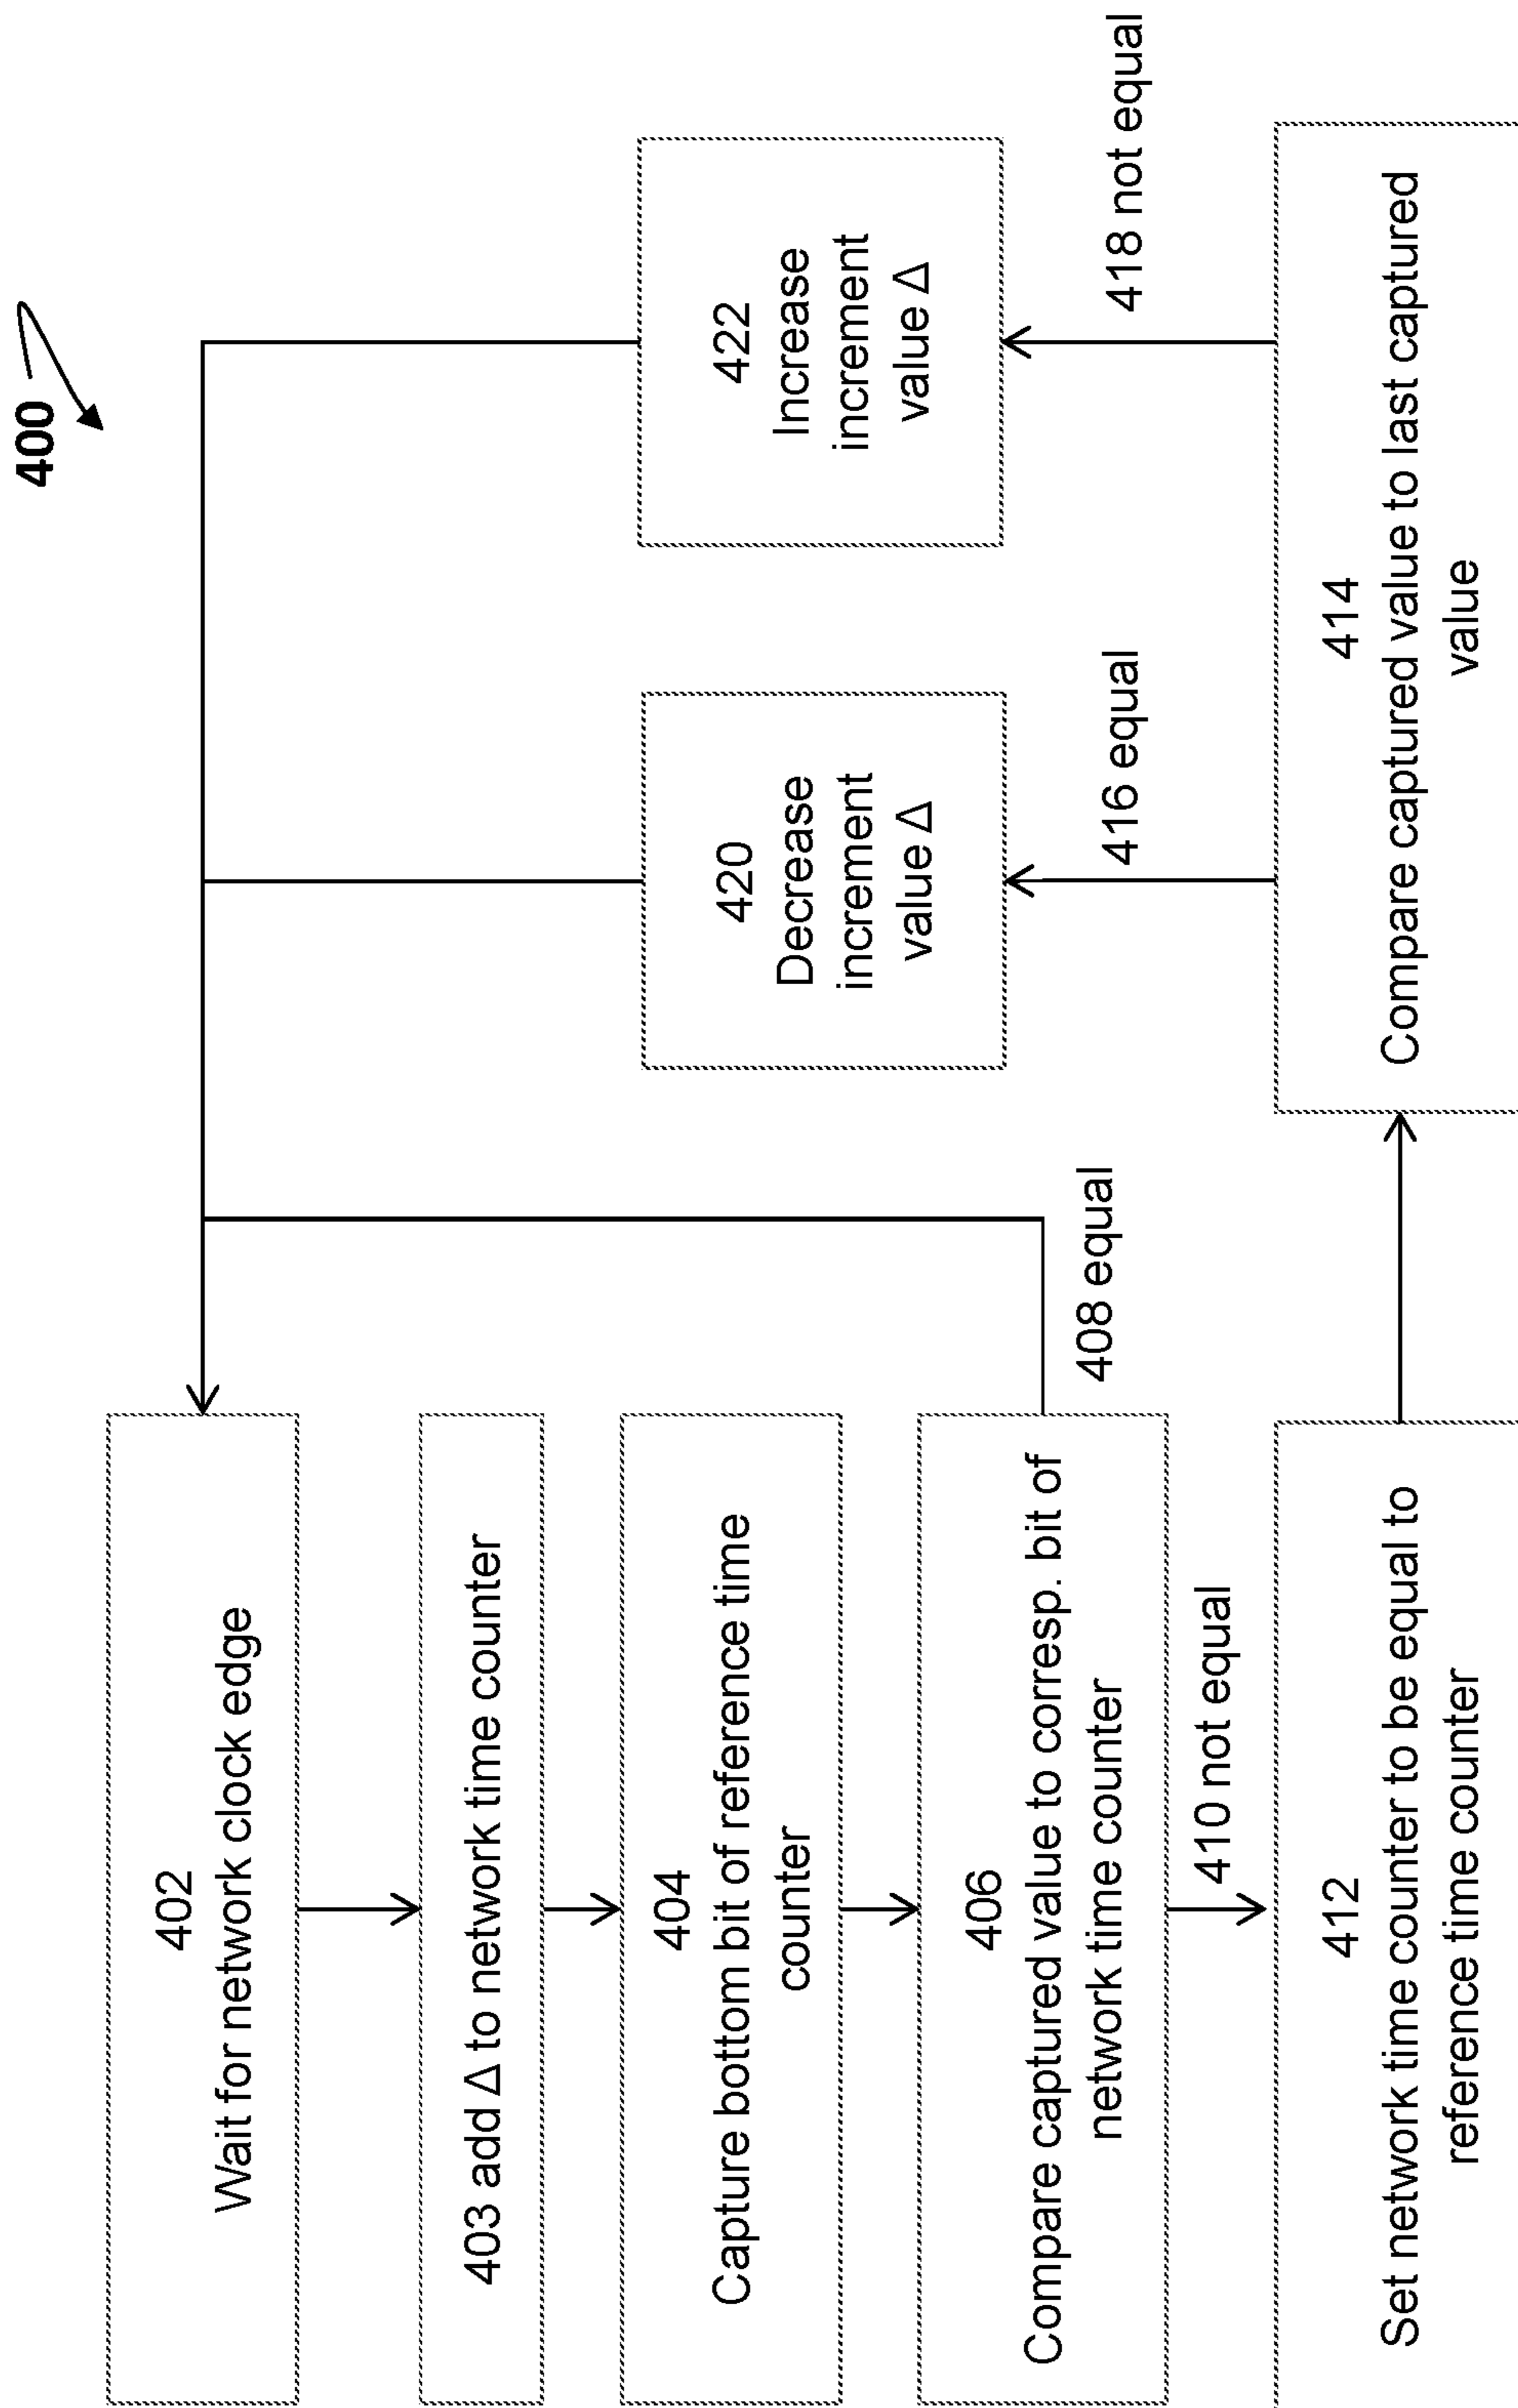 400
402
Wait for network clock edge
403 add Δ to network time counter
404
Capture bottom bit of reference time
counter
406
Compare captured value to corresp. bit of
network time counter
408 equal
410 not equal
412
Set network time counter to be equal to
reference time counter
414
Compare captured value to last captured
value
416 equal
418 not equal
420
Decrease
increment
value Δ
422
Increase
increment
value Δ